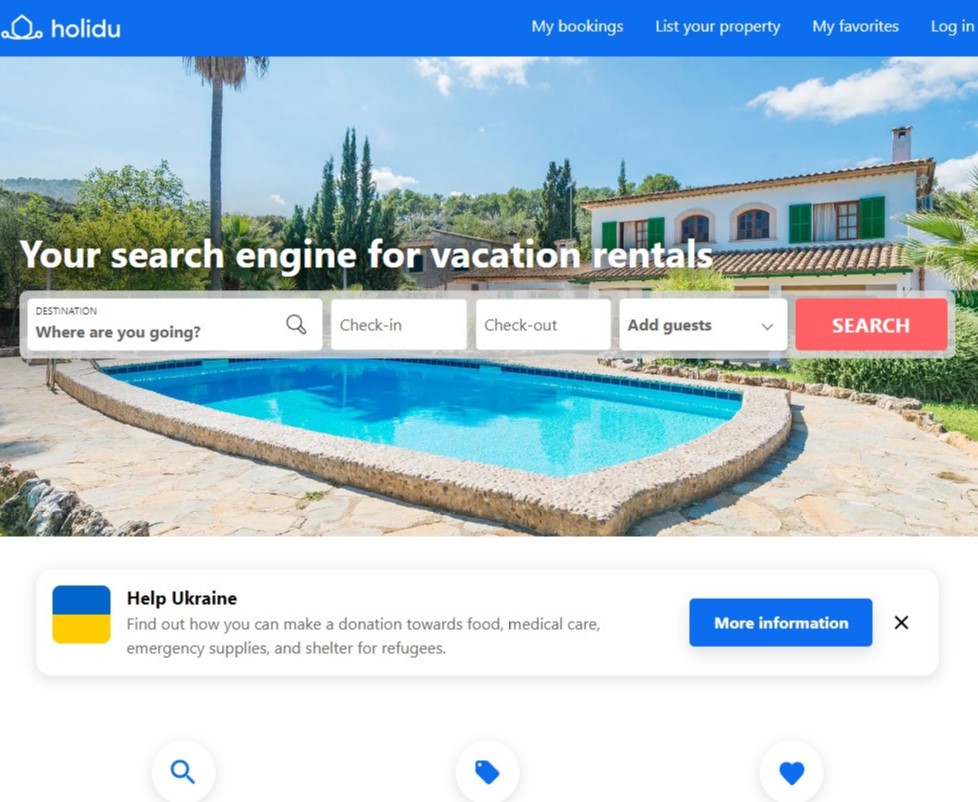 holidu
My bookings
List your property
My favorites
Log in
Your search engine for vacation rentals
DESTINATION
Where are you going?
Check-in
Check-out
Add guests
SEARCH
Help Ukraine
Find out how you can make a donation towards food, medical care,
emergency supplies, and shelter for refugees.
More information